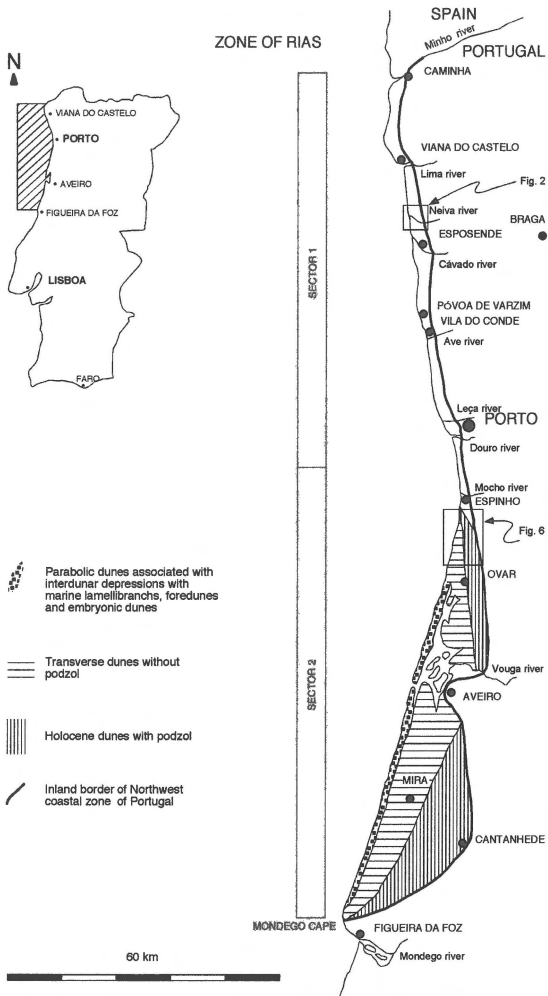 SPAIN
ZONE OF RIAS
Minho river
PORTUGAL
N
CAMINHA
VIANA DO CASTELO
PORTO
AVEIRO
FIGUEIRA DA FOZ
LISBOA
FARO
SECTOR 1
SECTOR 2
VIANA DO CASTELO
Lima river
Fig. 2
Neiva river
BRAGA
ESPOSENDE
Cávado river
PÓVOA DE VARZIM
VILA DO CONDE
Ave river
Leça river
PORTO
Douro river
Mocho river
ESPINHO
Fig. 6
OVAR
Vouga river
AVEIRO
MIRA
CANTANHEDE
MONDEGO CAPE
FIGUEIRA DA FOZ
Mondego river
Parabolic dunes associated with
interdunar depressions with
marine lamellibranchs, foredunes
and embryonic dunes
Transverse dunes without
podzol
Holocene dunes with podzol
Inland border of Northwest
coastal zone of Portugal
60 km